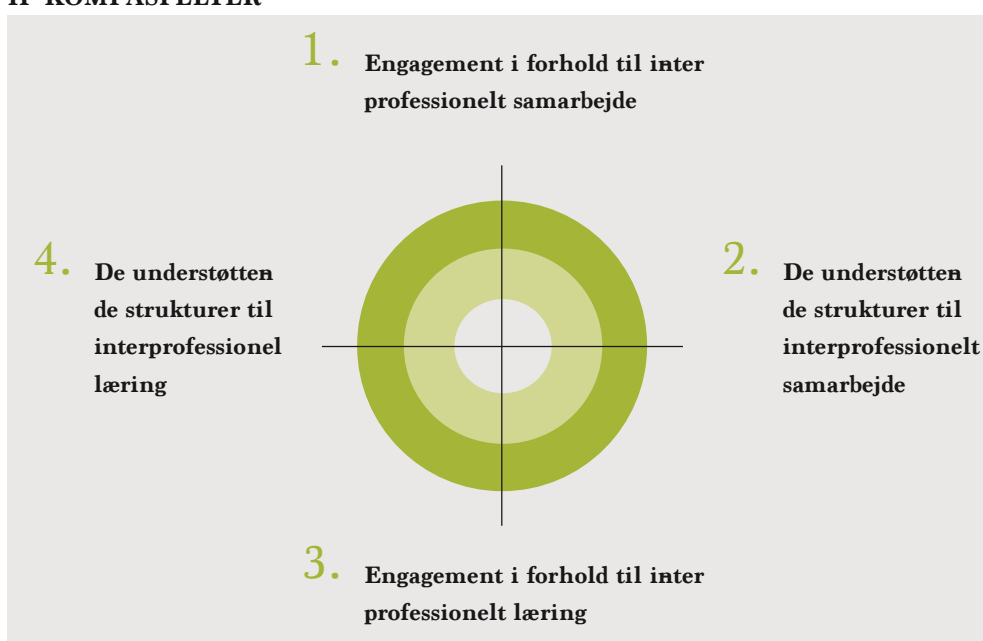 1. Engagement i forhold til inter
professionelt samarbejde
4. De understøtten
de strukturer til
interprofessionel
læring
2. De understøtten
de strukturer til
interprofessionelt
samarbejde
3. Engagement i forhold til inter
professionelt læring